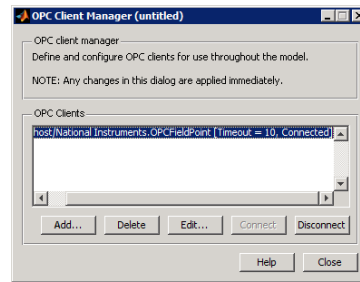 OPC Client Manager (untitled)
OPC client manager
Define and configure OPC clients for use throughout the model.
NOTE: Any changes in this dialog are applied immediately.
OPC Clients
host/National Instruments.OPCFieldPoint [Timeout = 10, Connected]
Add... Delete Edit... Connect Disconnect
Help Close